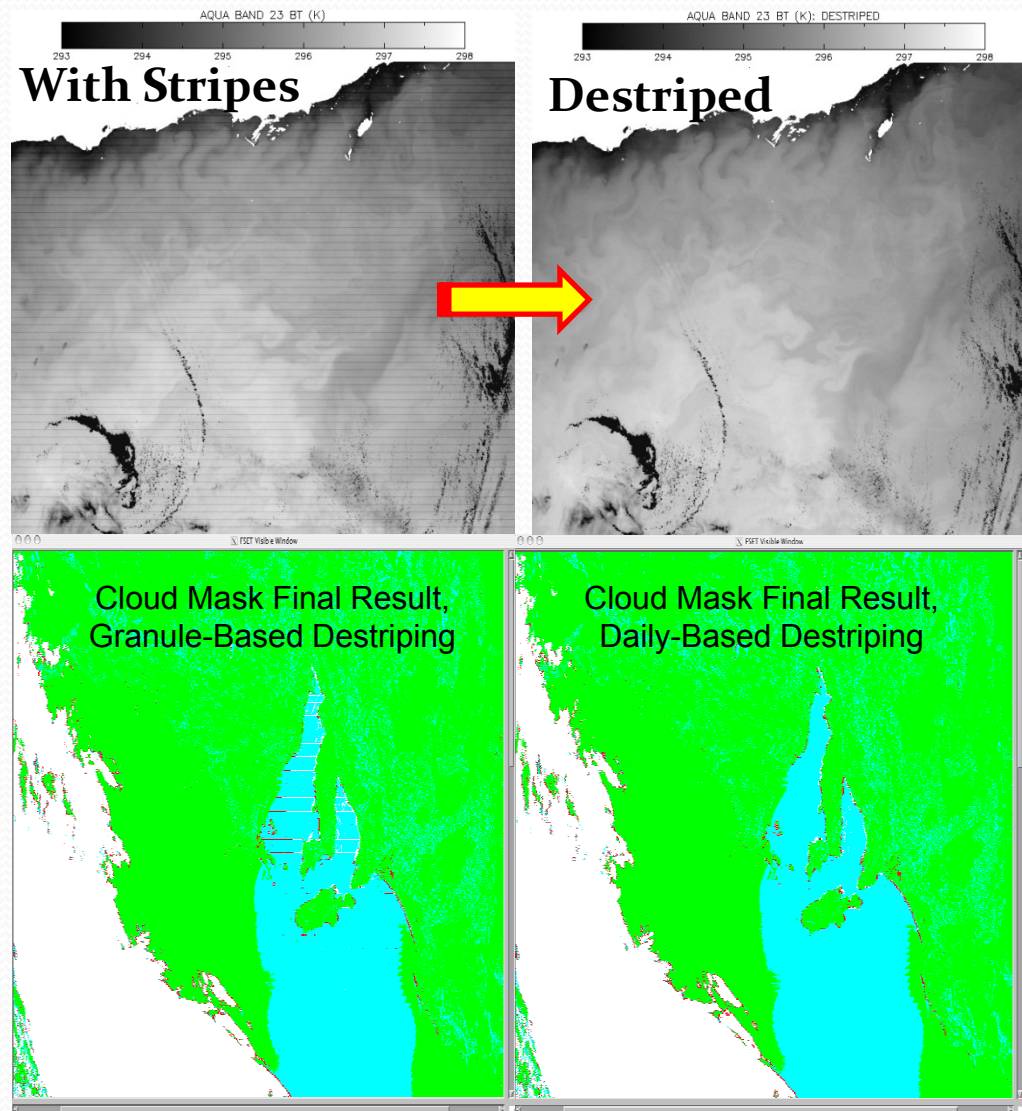 AQUA BAND 23 BT (K)
293 294 295 296 297 298
With Stripes
AQUA BAND 23 BT (K): DESTRIPED
293 294 295 296 297 298
Destriped
FSET Visible Window
Cloud Mask Final Result,
Granule-Based Destriping
FSET Visible Window
Cloud Mask Final Result,
Daily-Based Destriping